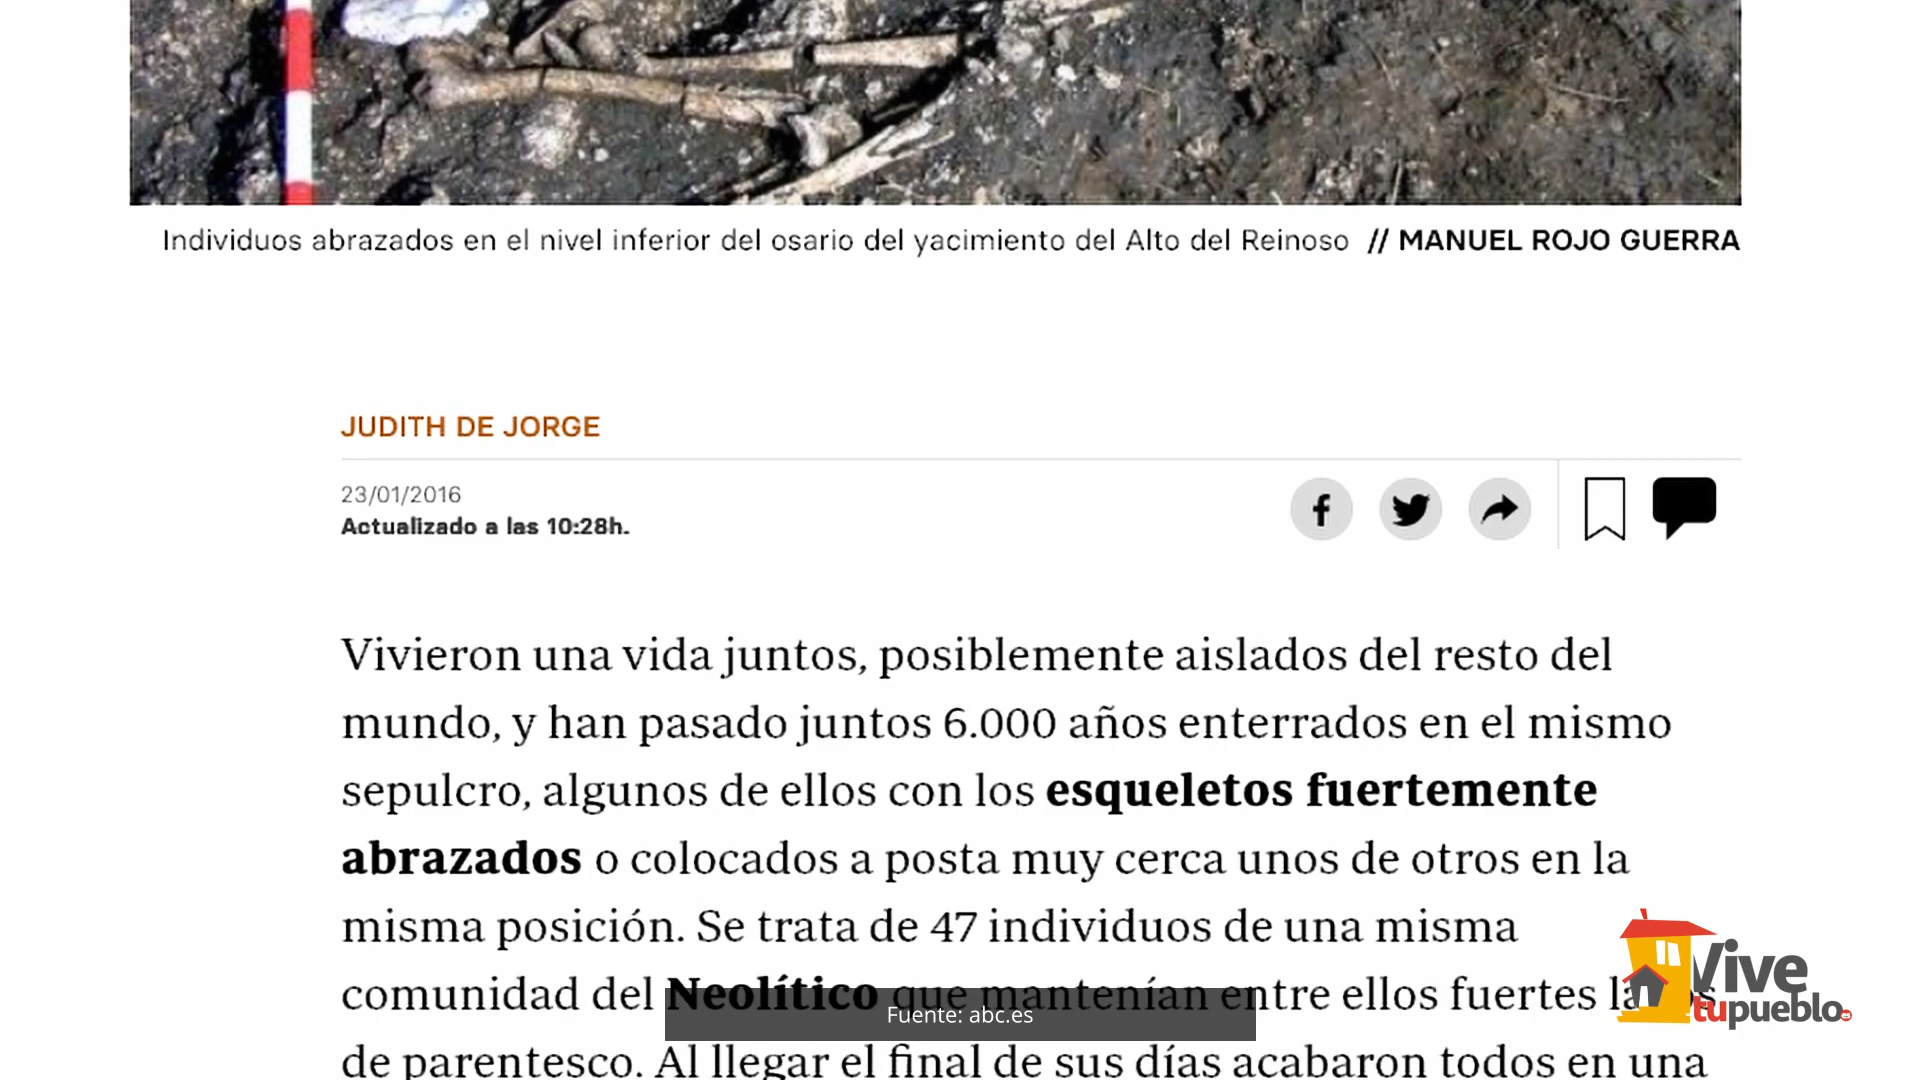 Individuos abrazados en el nivel inferior del osario del yacimiento del Alto del Reinoso // MANUEL ROJO GUERRA
JUDITH DE JORGE
23/01/2016
Actualizado a las 10:28h.
Vivieron una vida juntos, posiblemente aislados del resto del
mundo, y han pasado juntos 6.000 años enterrados en el mismo
sepulcro, algunos de ellos con los esqueletos fuertemente
abrazados o colocados a posta muy cerca unos de otros en la
misma posición. Se trata de 47 individuos de una misma
comunidad del Neolítico que mantenían entre ellos fuertes
de parentesco. Al llegar el final de sus días acabaron todos en una
Fuente: abc.es
Vive
tupueblo.es